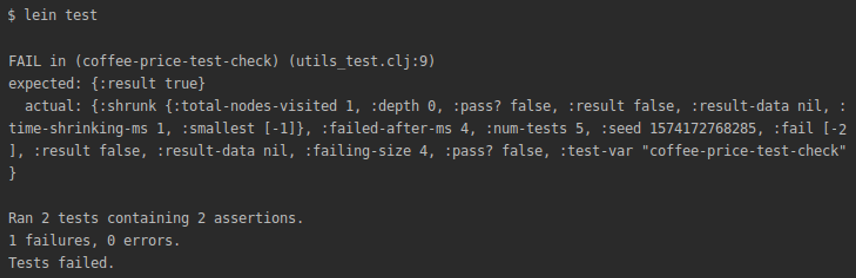 $ lein test
FAIL in (coffee-price-test-check) (utils_test.clj:9)
expected: {:result true}
  actual: {:shrunk {:total-nodes-visited 1, :depth 0, :pass? false, :result false, :result-data nil, :
time-shrinking-ms 1, :smallest [-1]}, :failed-after-ms 4, :num-tests 5, :seed 1574172768285, :fail [-2
], :result false, :result-data nil, :failing-size 4, :pass? false, :test-var "coffee-price-test-check"
}
Ran 2 tests containing 2 assertions.
1 failures, 0 errors.
Tests failed.